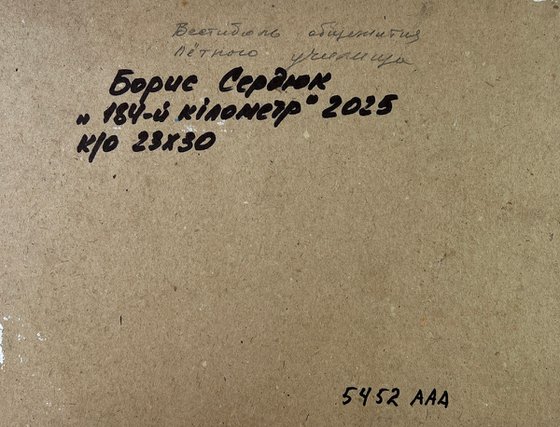 Вестибюль общежития
Лётного училища
Борис Сердюк
„184-й кілометр" 2025
к/о 23х30
5452 ААА